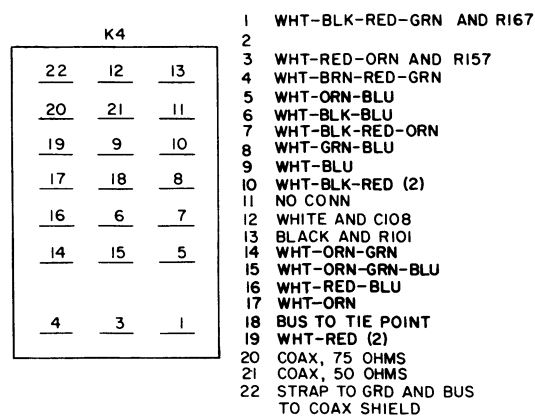 K4
22 12 13
20 21 11
19 9 10
17 18 8
16 6 7
14 15 5
4 3 1
1 WHT-BLK-RED-GRN AND R167
2
3 WHT-RED-ORN AND R157
4 WHT-BRN-RED-GRN
5 WHT-ORN-BLU
6 WHT-BLK-BLU
7 WHT-BLK-RED-ORN
8 WHT-GRN-BLU
9 WHT-BLU
10 WHT-BLK-RED (2)
11 NO CONN
12 WHITE AND C108
13 BLACK AND R101
14 WHT-ORN-GRN
15 WHT-ORN-GRN-BLU
16 WHT-RED-BLU
17 WHT-ORN
18 BUS TO TIE POINT
19 WHT-RED (2)
20 COAX, 75 OHMS
21 COAX, 50 OHMS
22 STRAP TO GRD AND BUS
TO COAX SHIELD